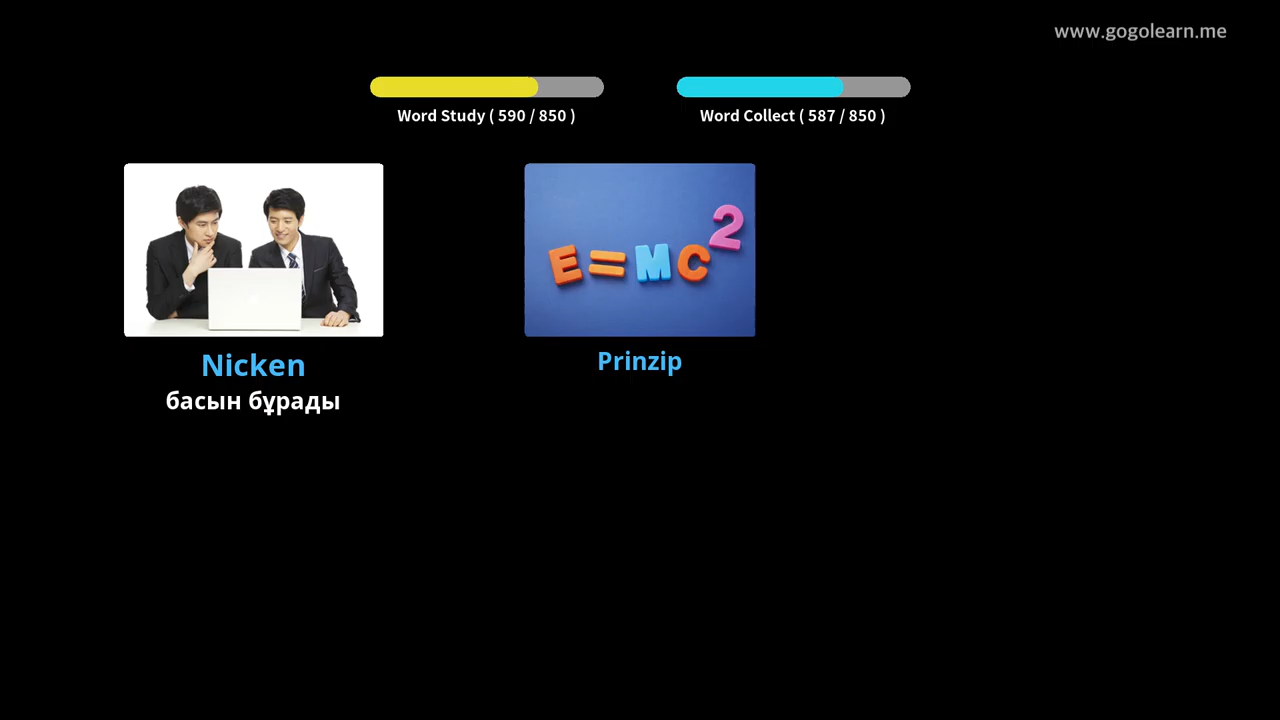 www.gogolearn.me
Word Study ( 590 / 850 )
Word Collect ( 587 / 850 )
E=MC2
Nicken
басын бұрады
Prinzip